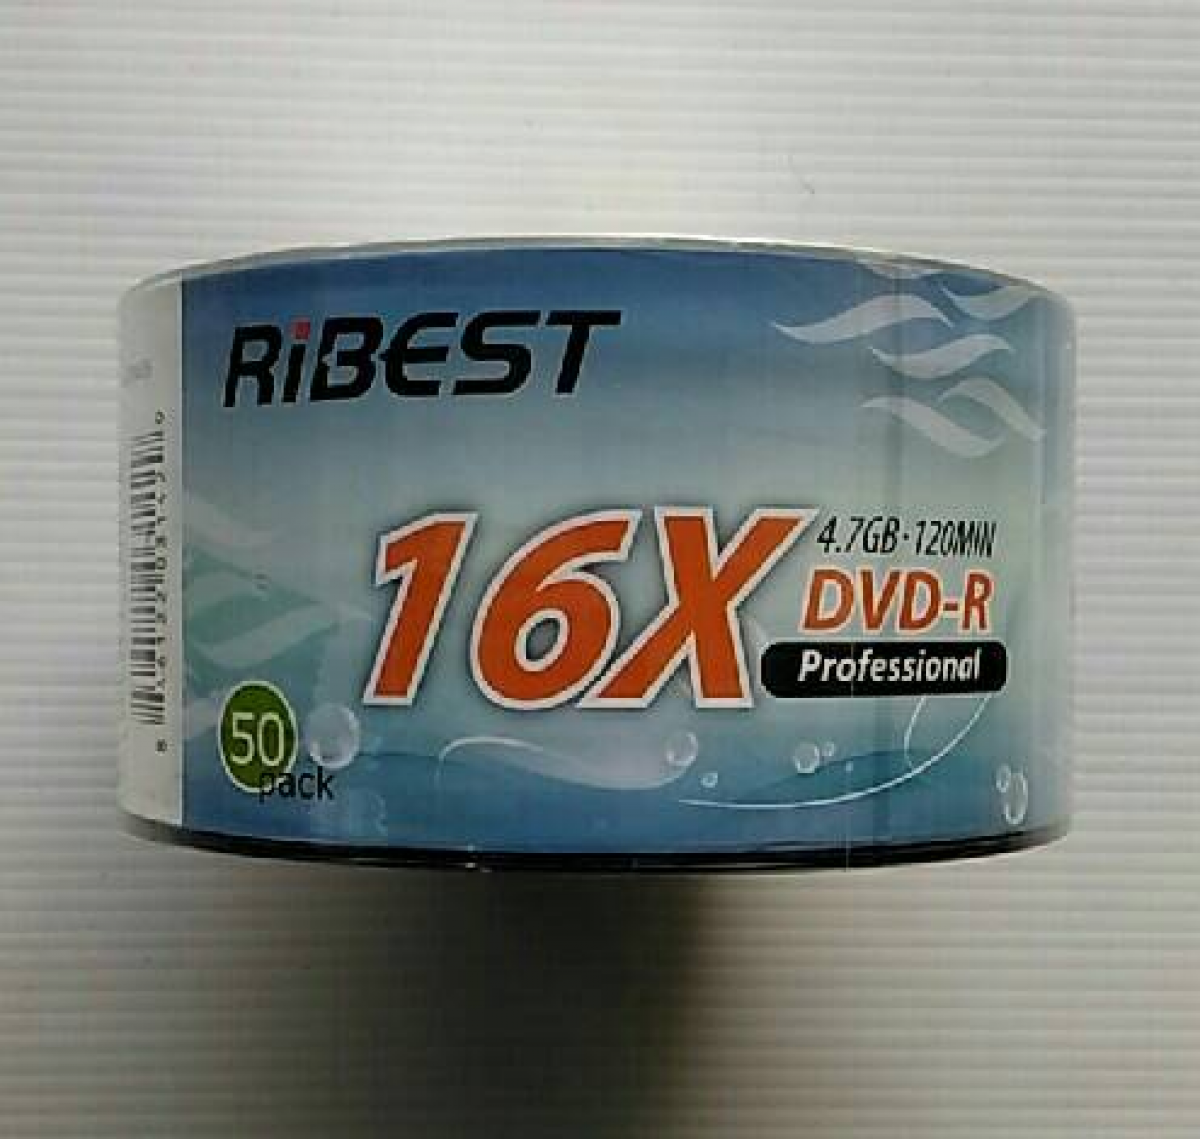 RiBEST
16X
4.7GB·120MIN
DVD-R
Professional
50
pack